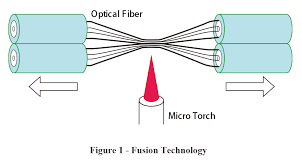 Optical Fiber
Micro Torch
Figure 1 - Fusion Technology